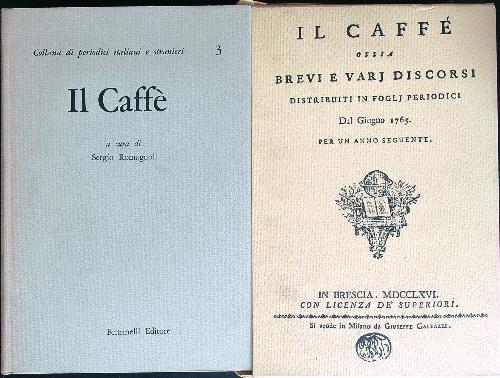 Collana di periodici italiani e stranieri 3
Il Caffè
a cura di
Sergio Romagnoli
Feltrinelli Editore
IL CAFFÉ
OSSIA
BREVI E VARJ DISCORSI
DISTRIBUITI IN FOGLJ PERIODICI
Dal Giugno 1765.
PER UN ANNO SEGUENTE.
IN BRESCIA. MDCCLXVI.
CON LICENZA DE' SUPERIORI.
Si vende in Milano da GIUSEPPE GALEAZZI.